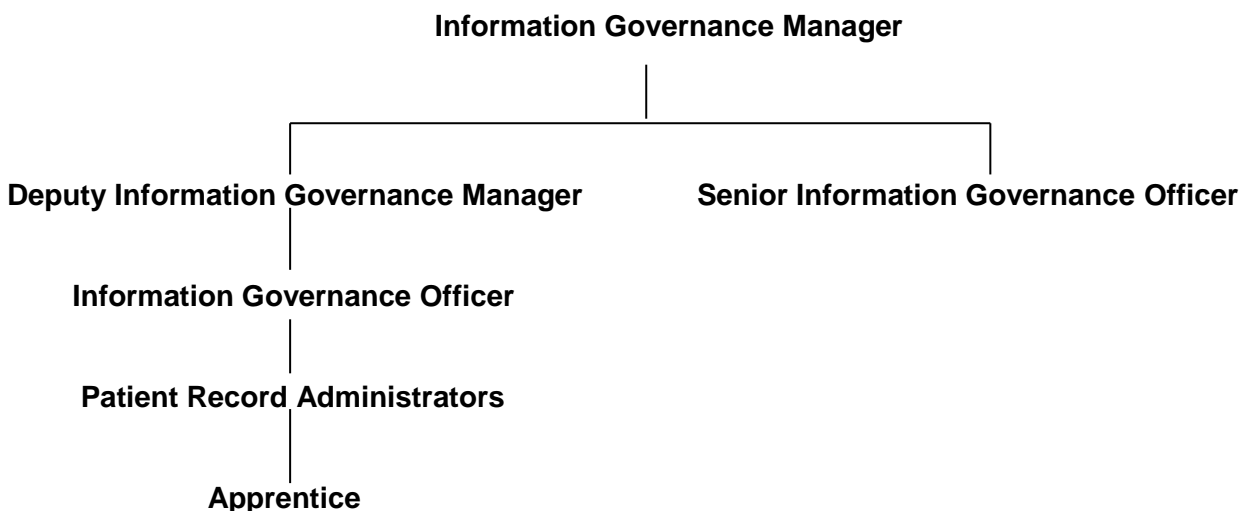 Information Governance Manager
Deputy Information Governance Manager
Senior Information Governance Officer
Information Governance Officer
Patient Record Administrators
Apprentice